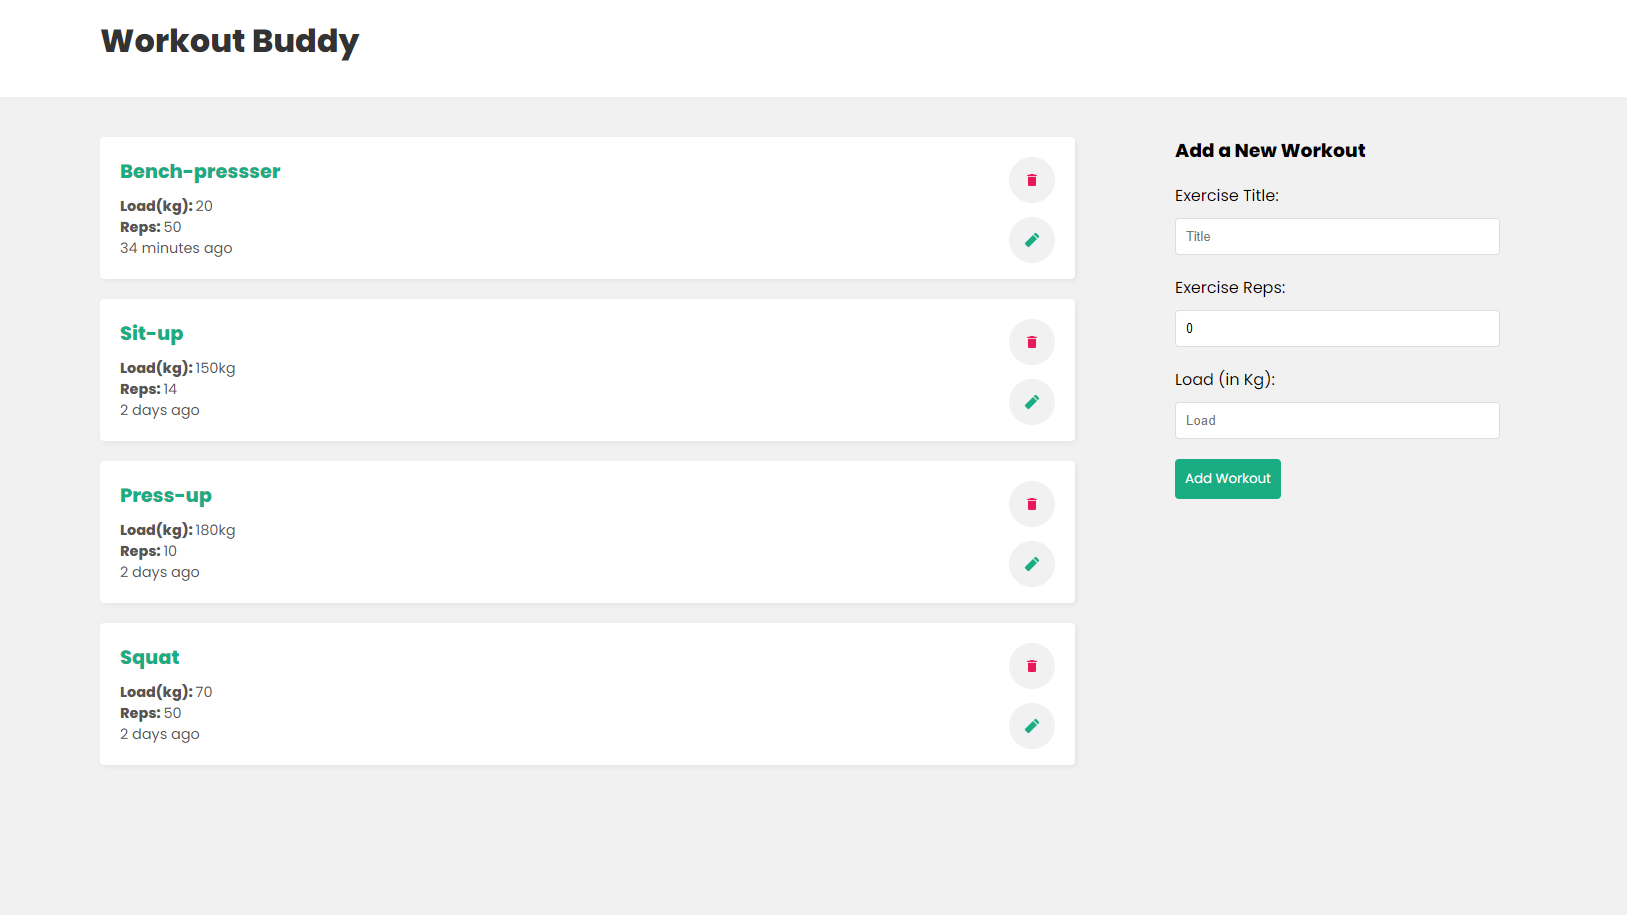 Workout Buddy
Bench-pressser
Load(kg): 20
Reps: 50
34 minutes ago
Sit-up
Load(kg): 150kg
Reps: 14
2 days ago
Press-up
Load(kg): 180kg
Reps: 10
2 days ago
Squat
Load(kg): 70
Reps: 50
2 days ago
Add a New Workout
Exercise Title:
Title
Exercise Reps:
0
Load (in Kg):
Load
Add Workout